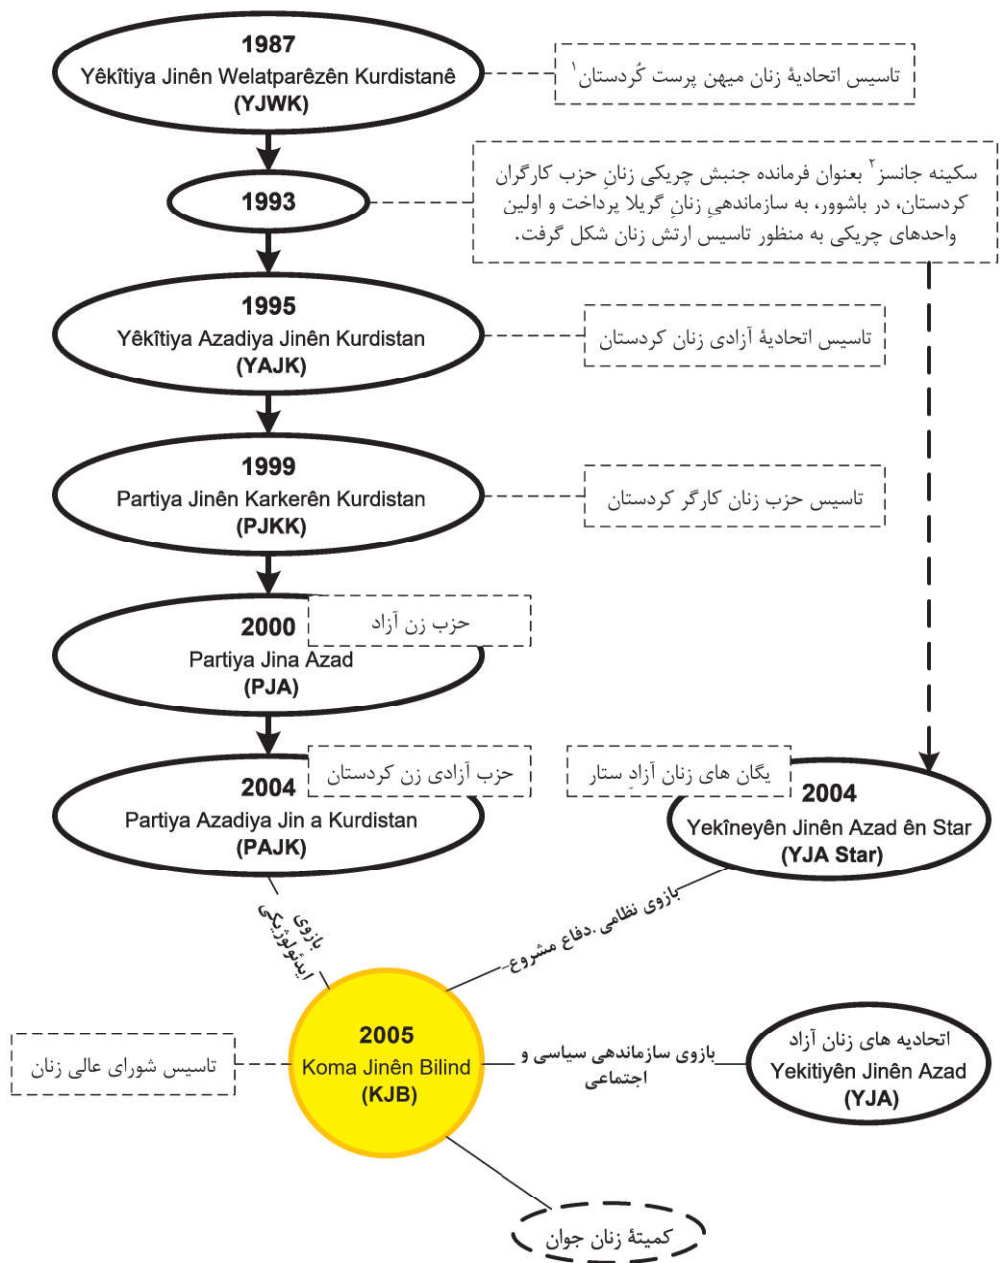 1987
Yêkîtiya Jinên Welatparêzên Kurdistanê
(YJWK)
تاسیس اتحادیهٔ زنان میهن پرست کُردستان۱
1993
سکینه جانسز۲ بعنوان فرمانده جنبش چریکی زنانِ حزب کارگران
کردستان، در باشوور، به سازماندهیِ زنانِ گریلا پرداخت و اولین
واحدهای چریکی به منظور تاسیس ارتش زنان شکل گرفت.
1995
Yêkîtiya Azadiya Jinên Kurdistan
(YAJK)
تاسیس اتحادیهٔ آزادی زنان کردستان
1999
Partiya Jinên Karkerên Kurdistan
(PJKK)
تاسیس حزب زنان کارگر کردستان
2000
Partiya Jina Azad
(PJA)
حزب زن آزاد
2004
Partiya Azadiya Jin a Kurdistan
(PAJK)
حزب آزادی زن کردستان
یگان های زنان آزادِ ستار
2004
Yekîneyên Jinên Azad ên Star
(YJA Star)
بازوی
ایدئولوژیکی
بازوی نظامی .دفاع مشروع_
2005
Koma Jinên Bilind
(KJB)
تاسیس شورای عالی زنان
بازوی سازماندهی سیاسی و
اجتماعی
اتحادیه های زنان آزاد
Yekitiyên Jinên Azad
(YJA)
کمیتهٔ زنان جوان